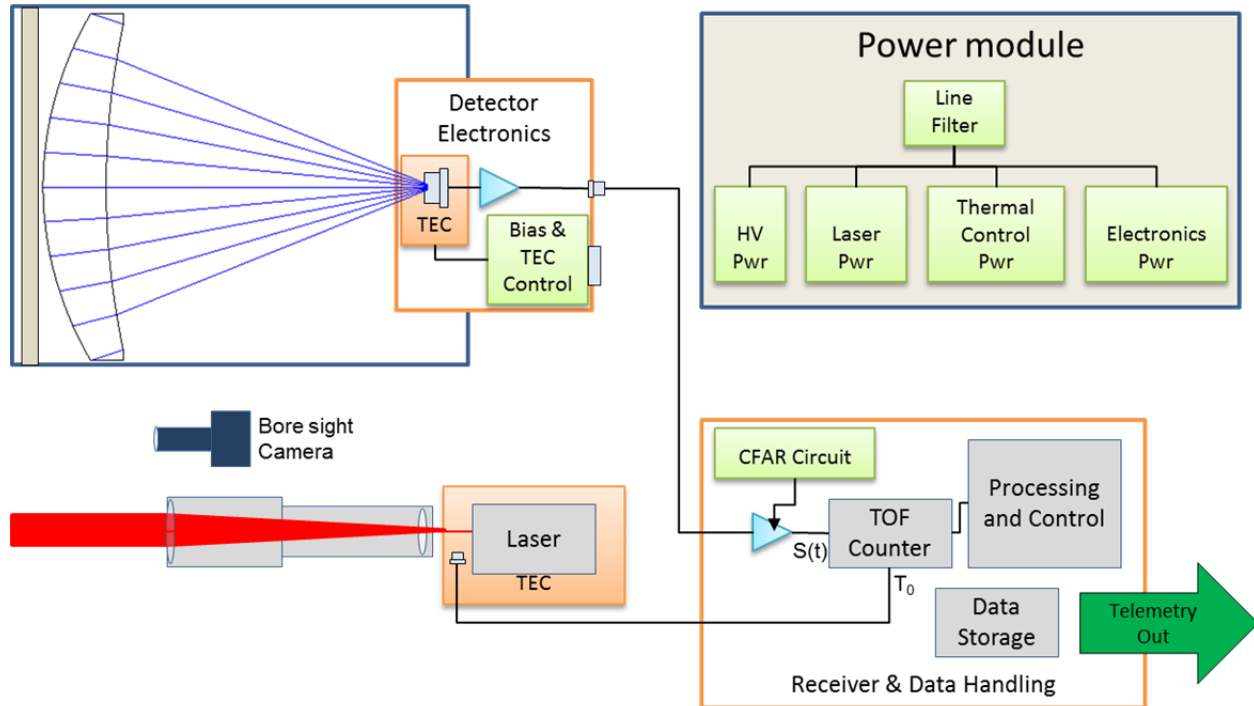 Power module
Line
Filter
HV
Pwr
Laser
Pwr
Thermal
Control
Pwr
Electronics
Pwr
Detector
Electronics
TEC
Bias &
TEC
Control
Bore sight
Camera
Laser
TEC
CFAR Circuit
S(t)
TOF
Counter
T₀
Processing
and Control
Data
Storage
Telemetry
Out
Receiver & Data Handling